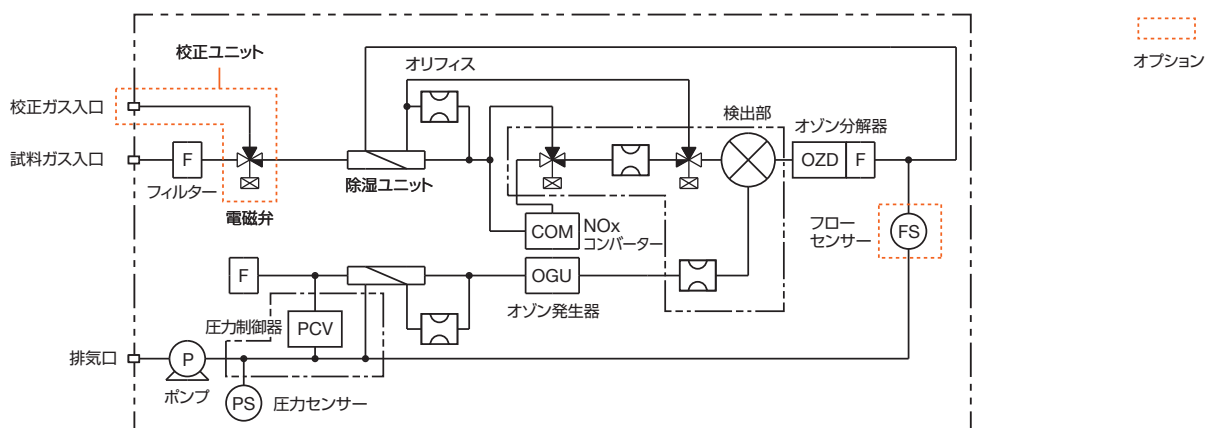 校正ユニット
オリフィス
オプション
校正ガス入口
検出部
オゾン分解器
試料ガス入口
F
OZD
F
フィルター
除湿ユニット
電磁弁
COM
NOx
コンバーター
フロー
センサー
FS
F
OGU
オゾン発生器
圧力制御器
PCV
排気口
P
ポンプ
PS
圧力センサー